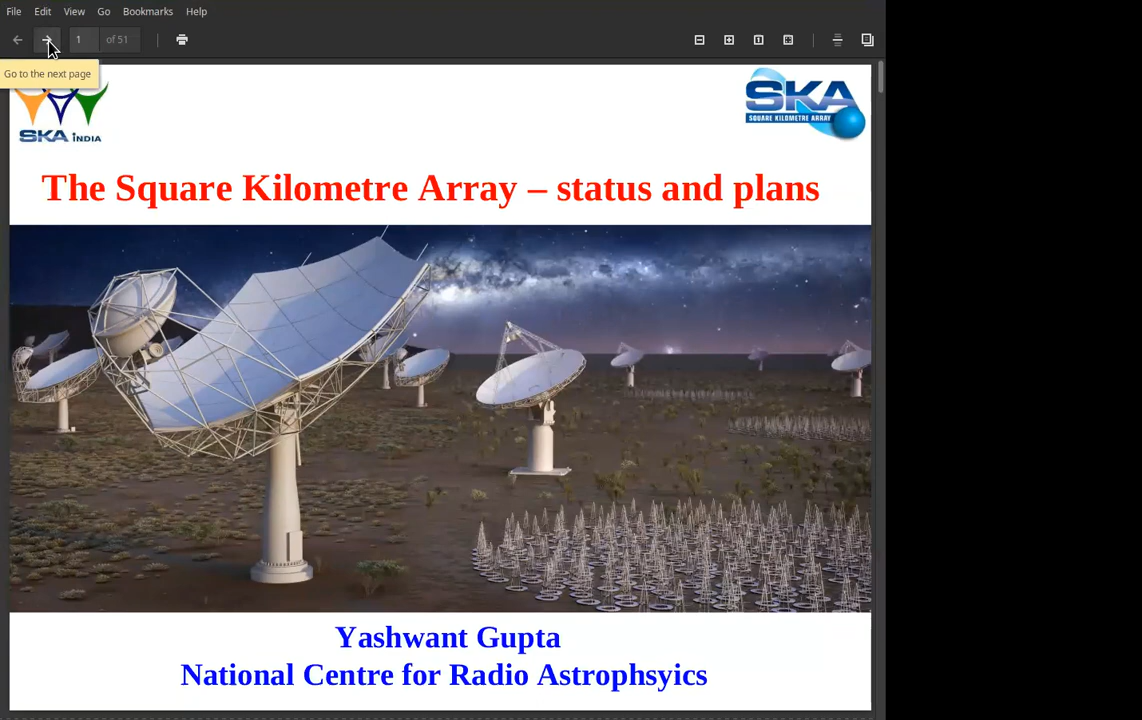 File Edit View Go Bookmarks Help
1 of 51
Go to the next page
SKA INDIA
SKA
SQUARE KILOMETRE ARRAY
The Square Kilometre Array – status and plans
Yashwant Gupta
National Centre for Radio Astrophsyics